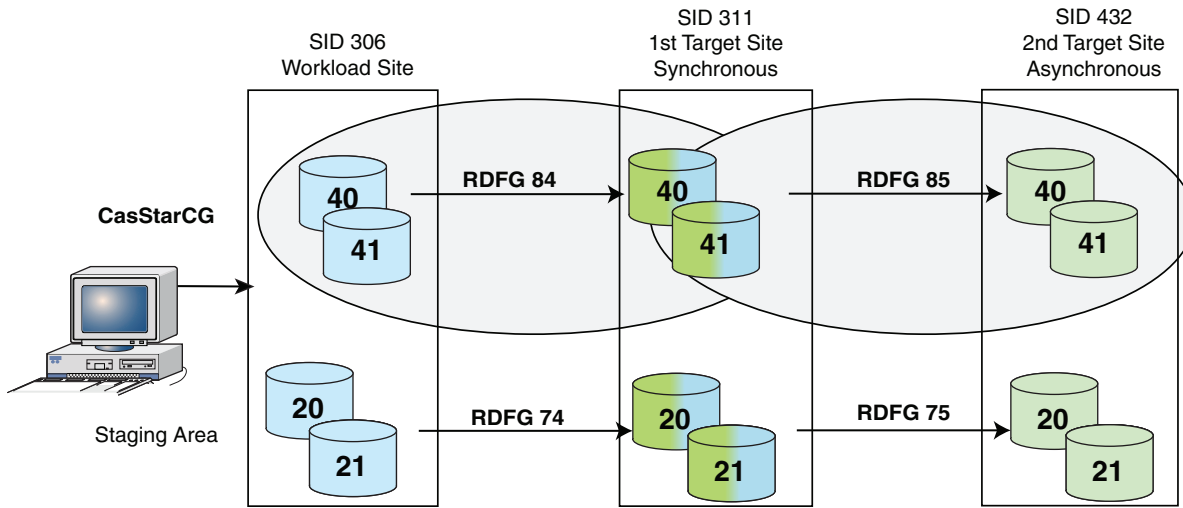 SID 306
Workload Site
SID 311
1st Target Site
Synchronous
SID 432
2nd Target Site
Asynchronous
CasStarCG
40
41
RDFG 84
40
41
RDFG 85
40
41
Staging Area
20
21
RDFG 74
20
21
RDFG 75
20
21